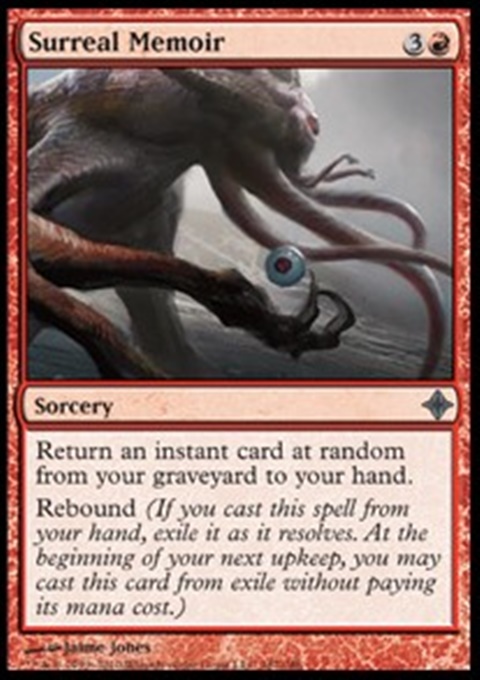 Surreal Memoir 3
Sorcery
Return an instant card at random
from your graveyard to your hand.
Rebound (If you cast this spell from
your hand, exile it as it resolves. At the
beginning of your next upkeep, you may
cast this card from exile without paying
its mana cost.)
Jaime Jones